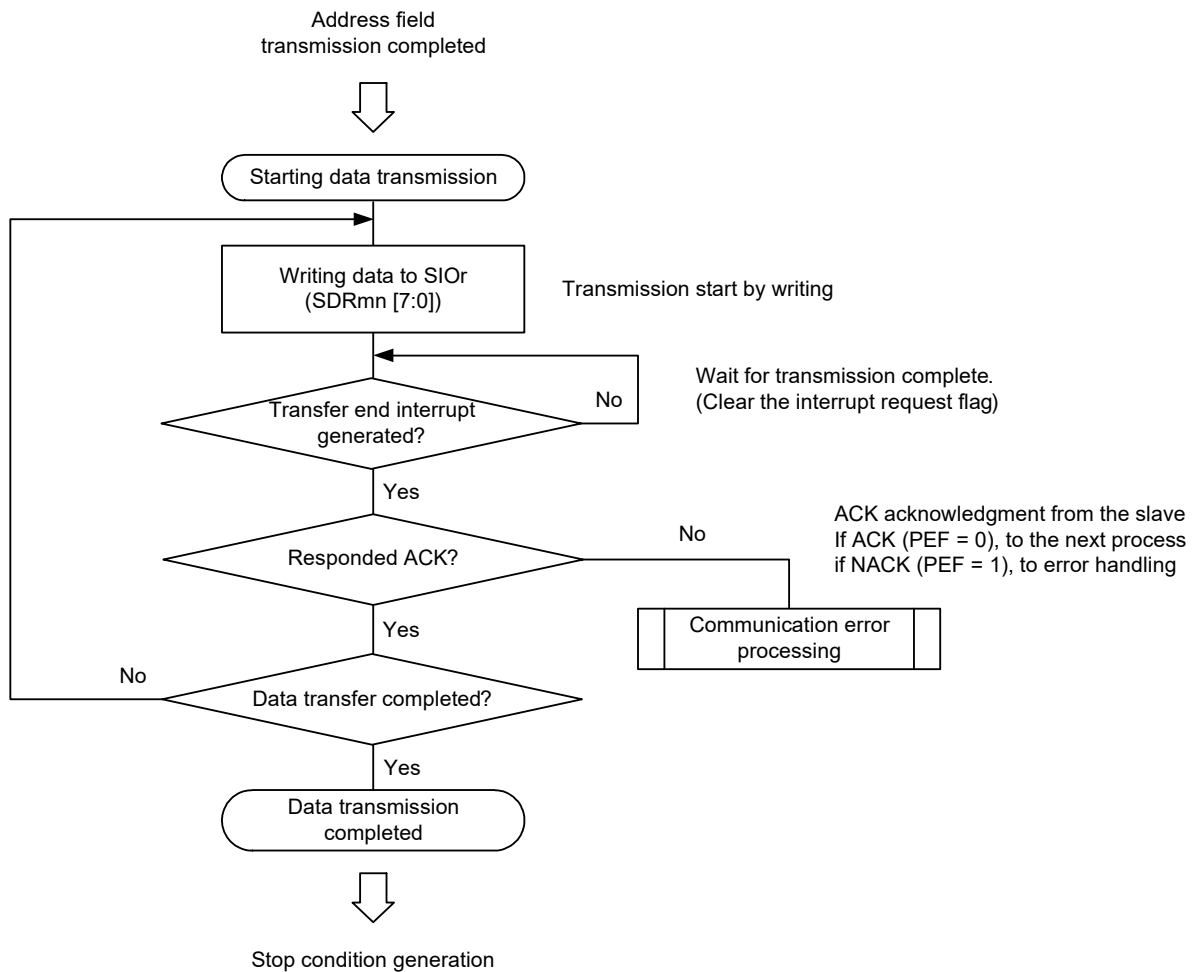 Address field
transmission completed
Starting data transmission
Writing data to SIOr
(SDRmn [7:0])
Transmission start by writing
Transfer end interrupt
generated?
No
Wait for transmission complete.
(Clear the interrupt request flag)
Yes
Responded ACK?
No
ACK acknowledgment from the slave
If ACK (PEF = 0), to the next process
if NACK (PEF = 1), to error handling
Communication error
processing
Yes
Data transfer completed?
No
Yes
Data transmission
completed
Stop condition generation